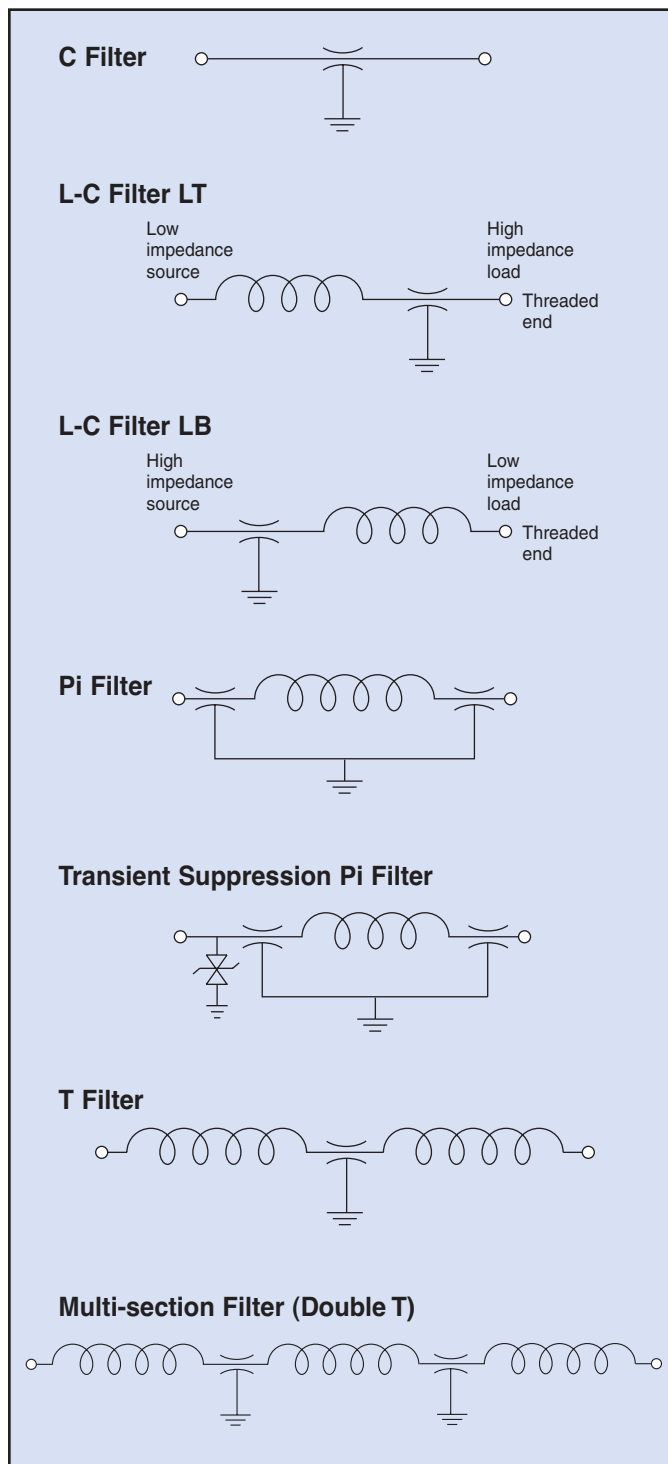 C Filter
L-C Filter LT
Low
impedance
source
High
impedance
load
Threaded
end
L-C Filter LB
High
impedance
source
Low
impedance
load
Threaded
end
Pi Filter
Transient Suppression Pi Filter
T Filter
Multi-section Filter (Double T)